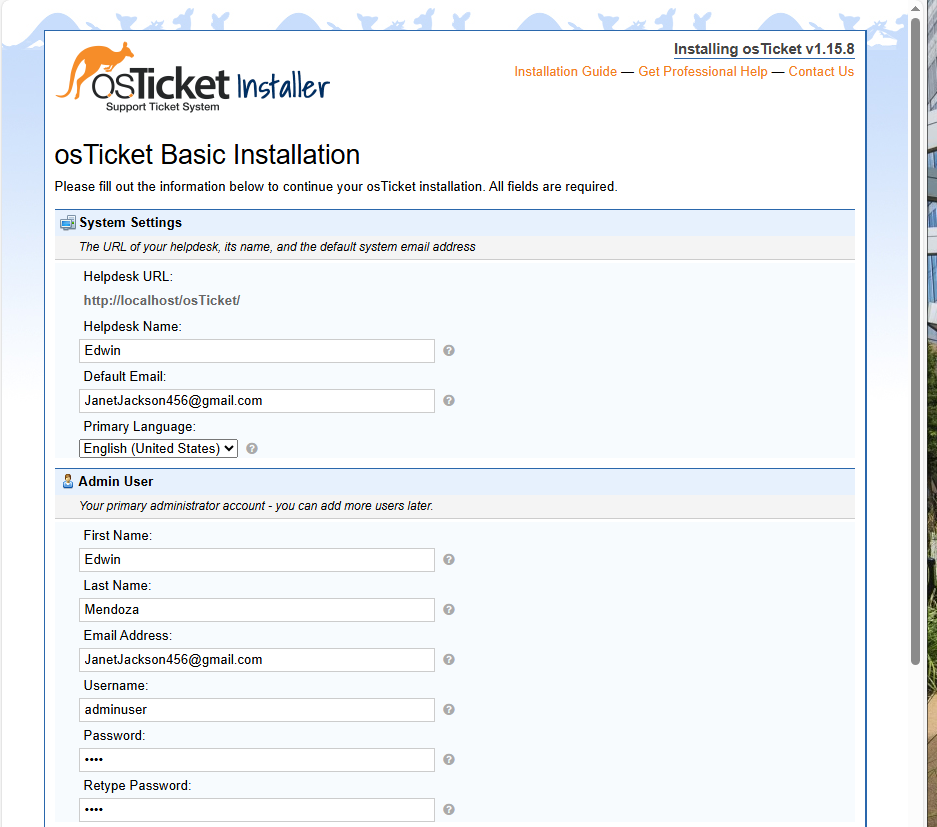 Installing osTicket v1.15.8
Installation Guide — Get Professional Help — Contact Us
osTicket Installer
Support Ticket System
osTicket Basic Installation
Please fill out the information below to continue your osTicket installation. All fields are required.
System Settings
The URL of your helpdesk, its name, and the default system email address
Helpdesk URL:
http://localhost/osTicket/
Helpdesk Name:
Edwin
Default Email:
JanetJackson456@gmail.com
Primary Language:
English (United States)
Admin User
Your primary administrator account - you can add more users later.
First Name:
Edwin
Last Name:
Mendoza
Email Address:
JanetJackson456@gmail.com
Username:
adminuser
Password:
••••
Retype Password:
••••